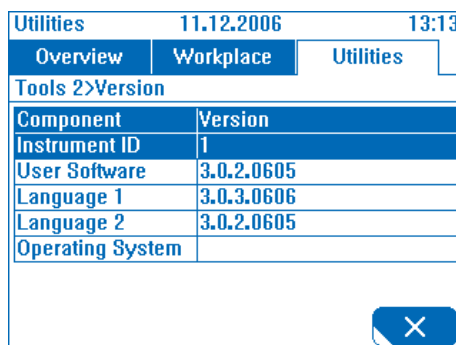 Utilities 11.12.2006 13:13
Overview Workplace Utilities
Tools 2>Version
Component Version
Instrument ID 1
User Software 3.0.2.0605
Language 1 3.0.3.0606
Language 2 3.0.2.0605
Operating System